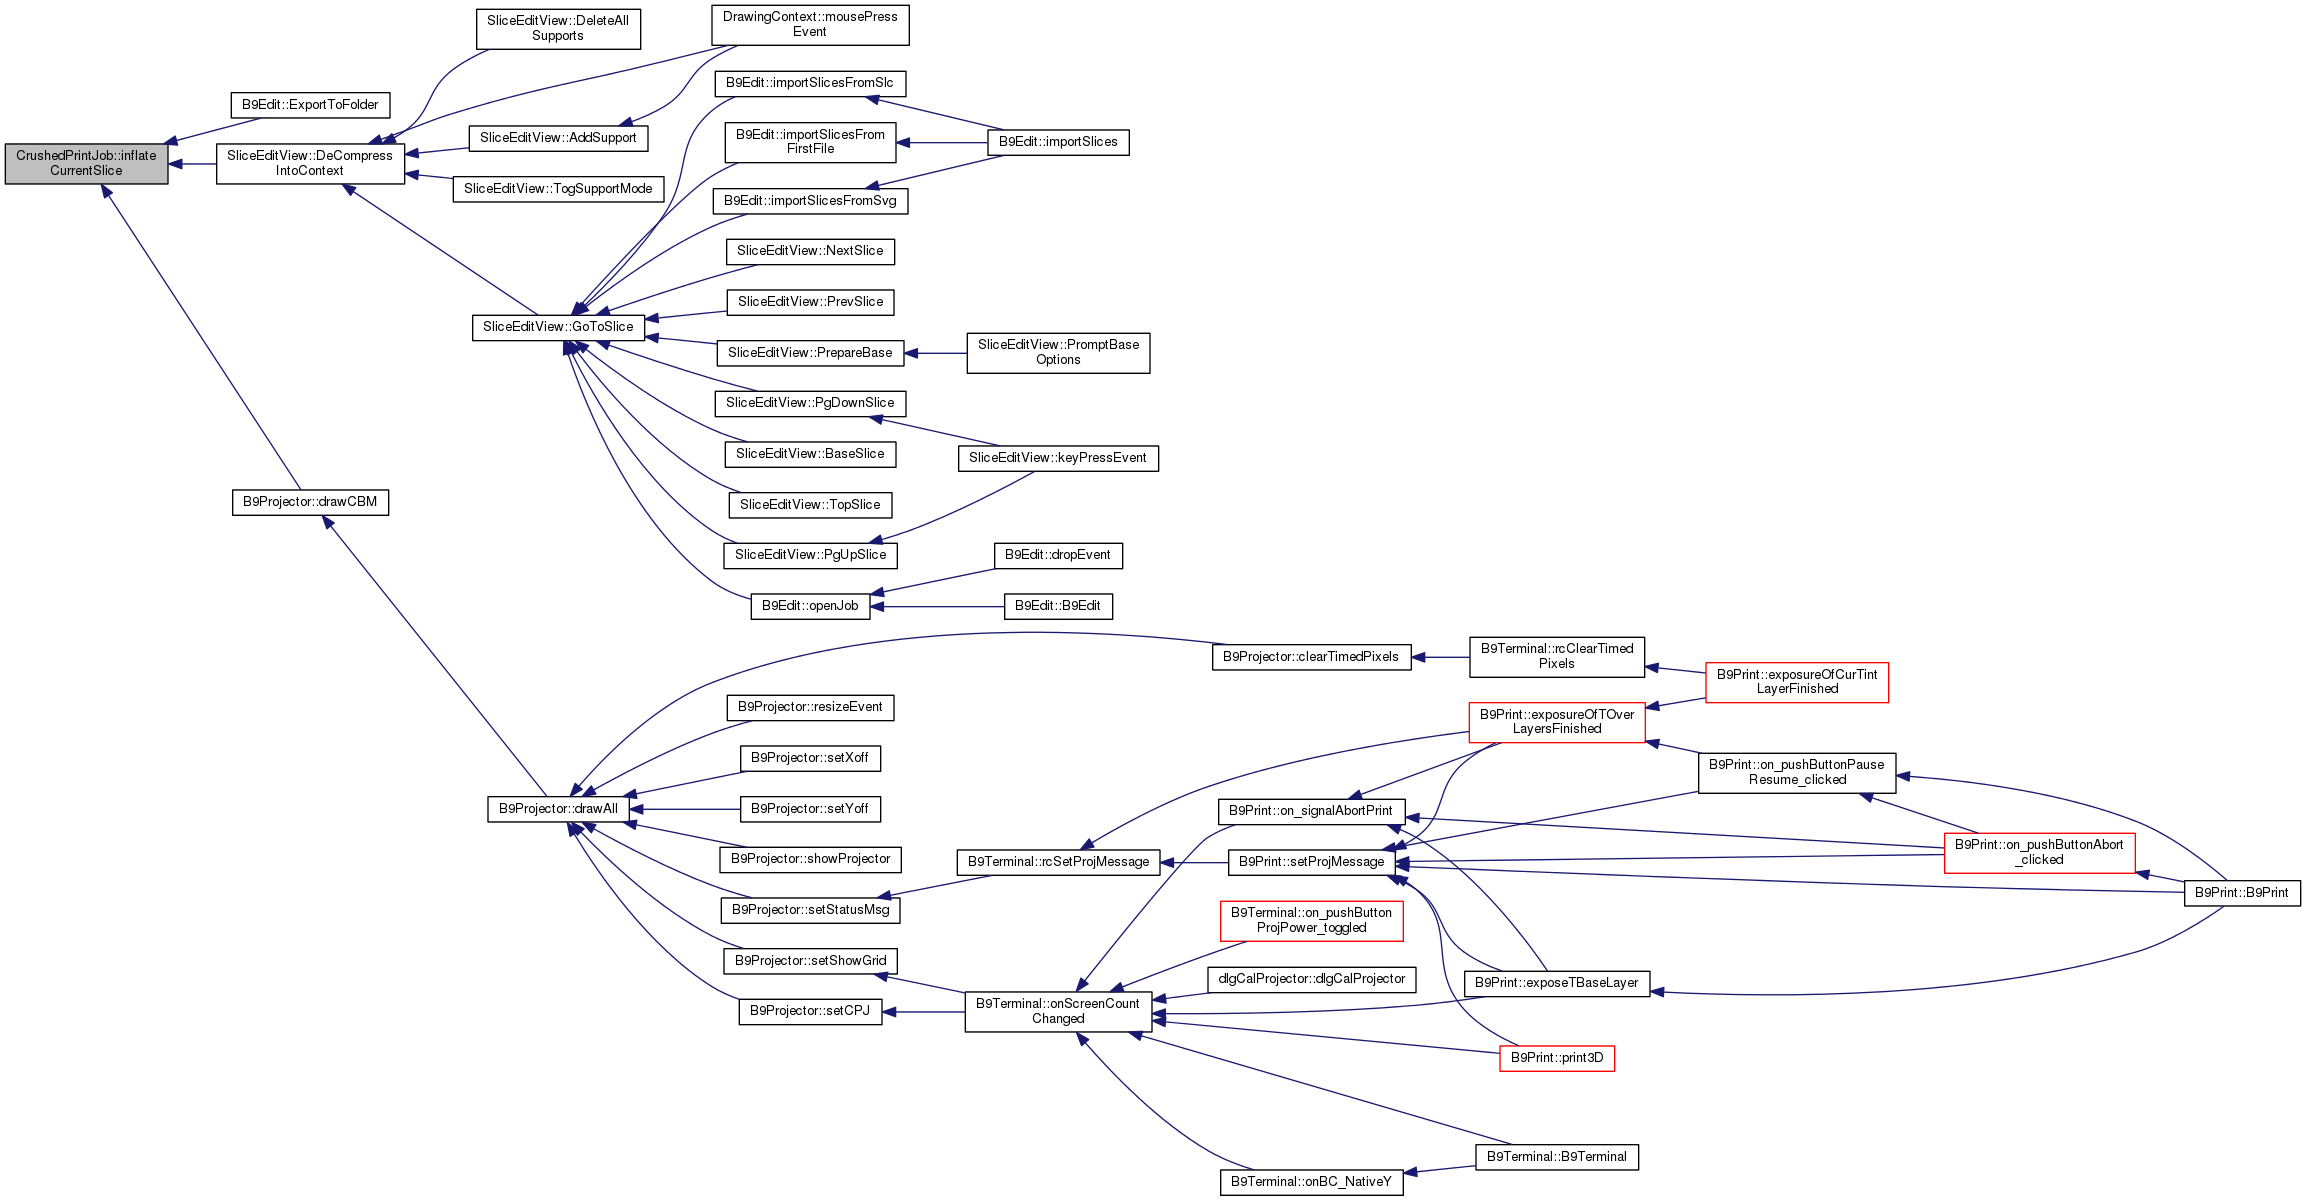 CrushedPrintJob::inflate
CurrentSlice
B9Edit::ExportToFolder
SliceEditView::DeCompress
IntoContext
B9Projector::drawCBM
SliceEditView::DeleteAll
Supports
SliceEditView::AddSupport
SliceEditView::TogSupportMode
SliceEditView::GoToSlice
B9Projector::drawAll
DrawingContext::mousePress
Event
B9Edit::importSlicesFromSlc
B9Edit::importSlicesFrom
FirstFile
B9Edit::importSlicesFromSvg
SliceEditView::NextSlice
SliceEditView::PrevSlice
SliceEditView::PrepareBase
SliceEditView::PgDownSlice
SliceEditView::BaseSlice
SliceEditView::TopSlice
SliceEditView::PgUpSlice
B9Edit::openJob
B9Projector::resizeEvent
B9Projector::setXoff
B9Projector::setYoff
B9Projector::showProjector
B9Projector::setStatusMsg
B9Projector::setShowGrid
B9Projector::setCPJ
B9Edit::importSlices
SliceEditView::PromptBase
Options
SliceEditView::keyPressEvent
B9Edit::dropEvent
B9Edit::B9Edit
B9Terminal::rcSetProjMessage
B9Terminal::onScreenCount
Changed
B9Projector::clearTimedPixels
B9Print::on_signalAbortPrint
B9Print::setProjMessage
B9Terminal::on_pushButton
ProjPower_toggled
dlgCalProjector::dlgCalProjector
B9Terminal::onBC_NativeY
B9Terminal::rcClearTimed
Pixels
B9Print::exposureOfTOver
LayersFinished
B9Print::exposeTBaseLayer
B9Print::print3D
B9Terminal::B9Terminal
B9Print::exposureOfCurTint
LayerFinished
B9Print::on_pushButtonPause
Resume_clicked
B9Print::on_pushButtonAbort
_clicked
B9Print::B9Print